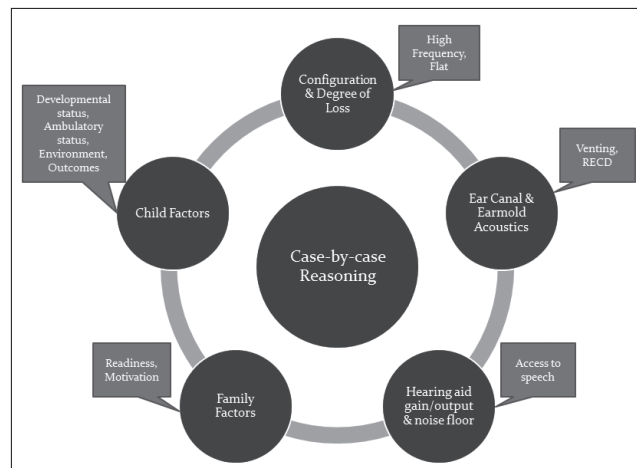 High
Frequency,
Flat
Configuration
& Degree of
Loss
Developmental
status,
Ambulatory
status,
Environment,
Outcomes
Venting,
RECD
Child Factors
Ear Canal &
Earmold
Acoustics
Case-by-case
Reasoning
Readiness,
Motivation
Family
Factors
Hearing aid
gain/output
& noise floor
Access to
speech